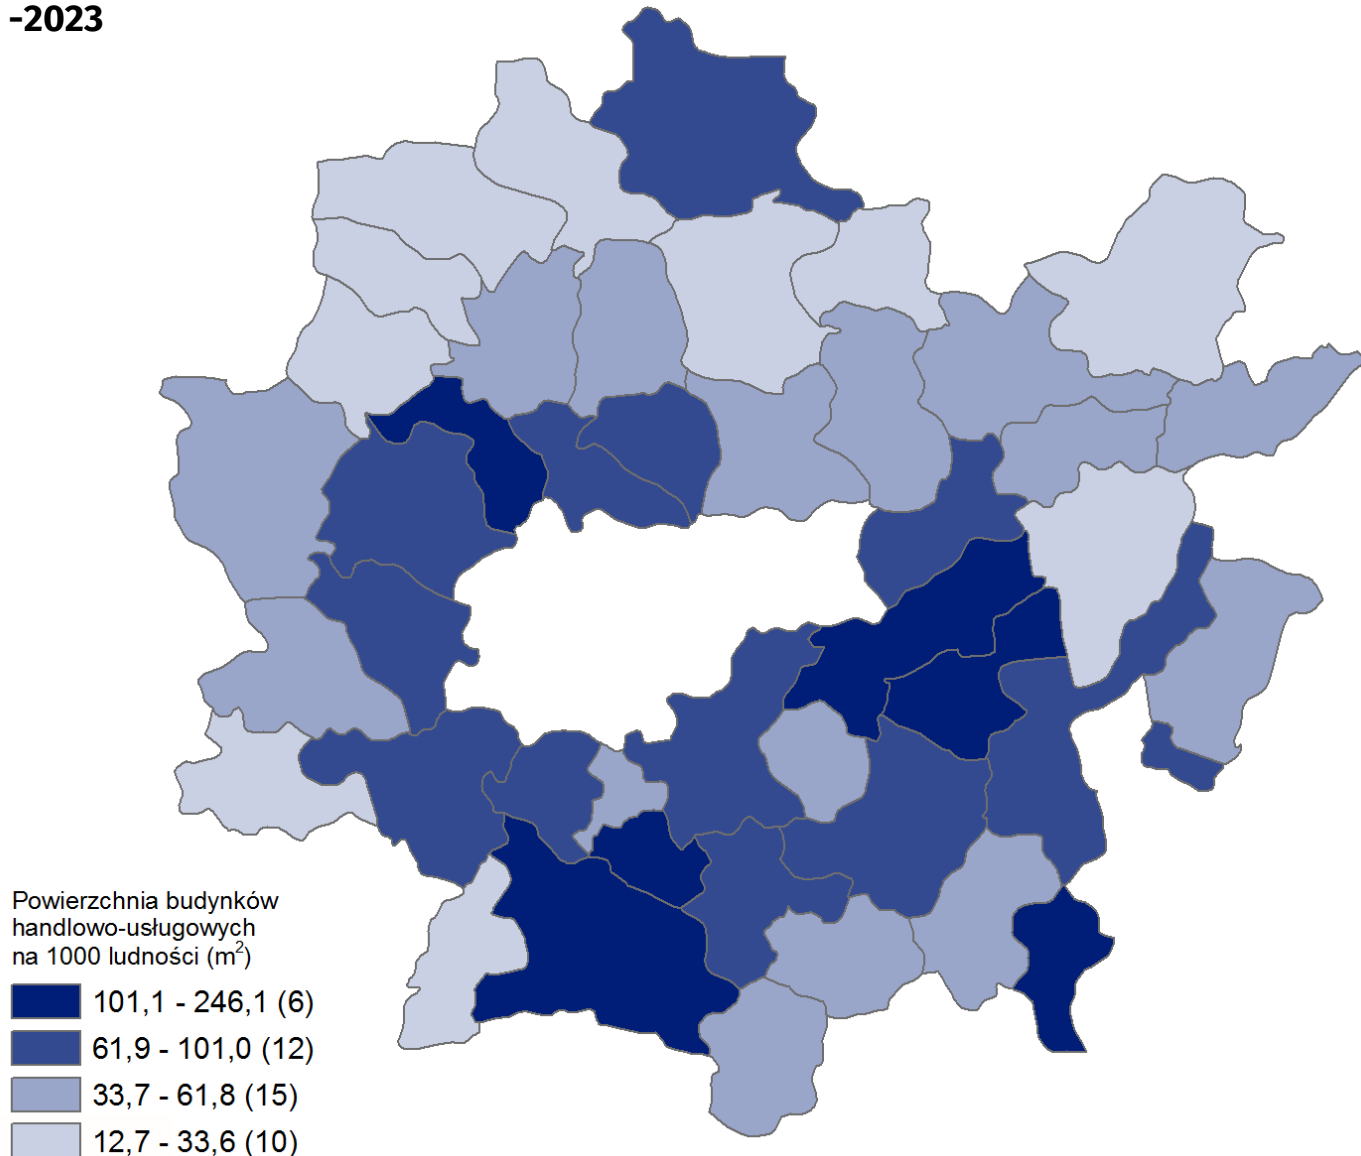 -2023
Powierzchnia budynków
handlowo-usługowych
na 1000 ludności (m²)
101,1 - 246,1 (6)
61,9 - 101,0 (12)
33,7 - 61,8 (15)
12,7 - 33,6 (10)